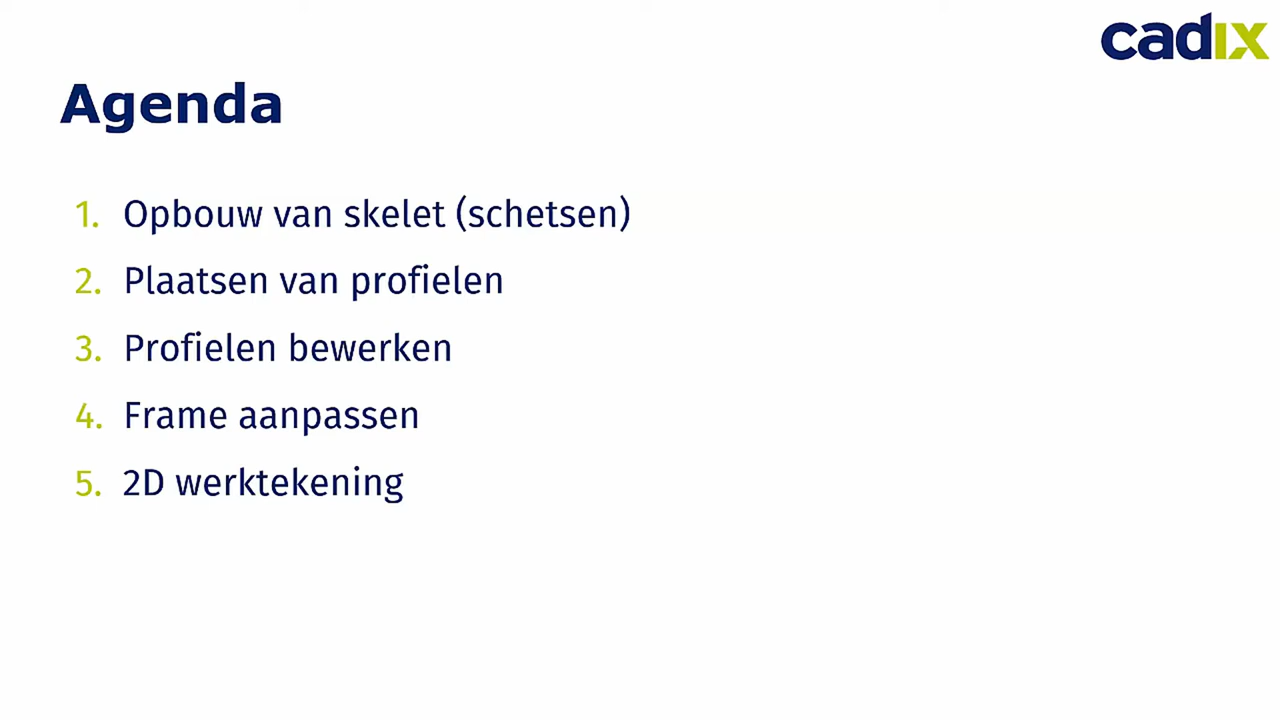 cadix
Agenda
1. Opbouw van skelet (schetsen)
2. Plaatsen van profielen
3. Profielen bewerken
4. Frame aanpassen
5. 2D werktekening